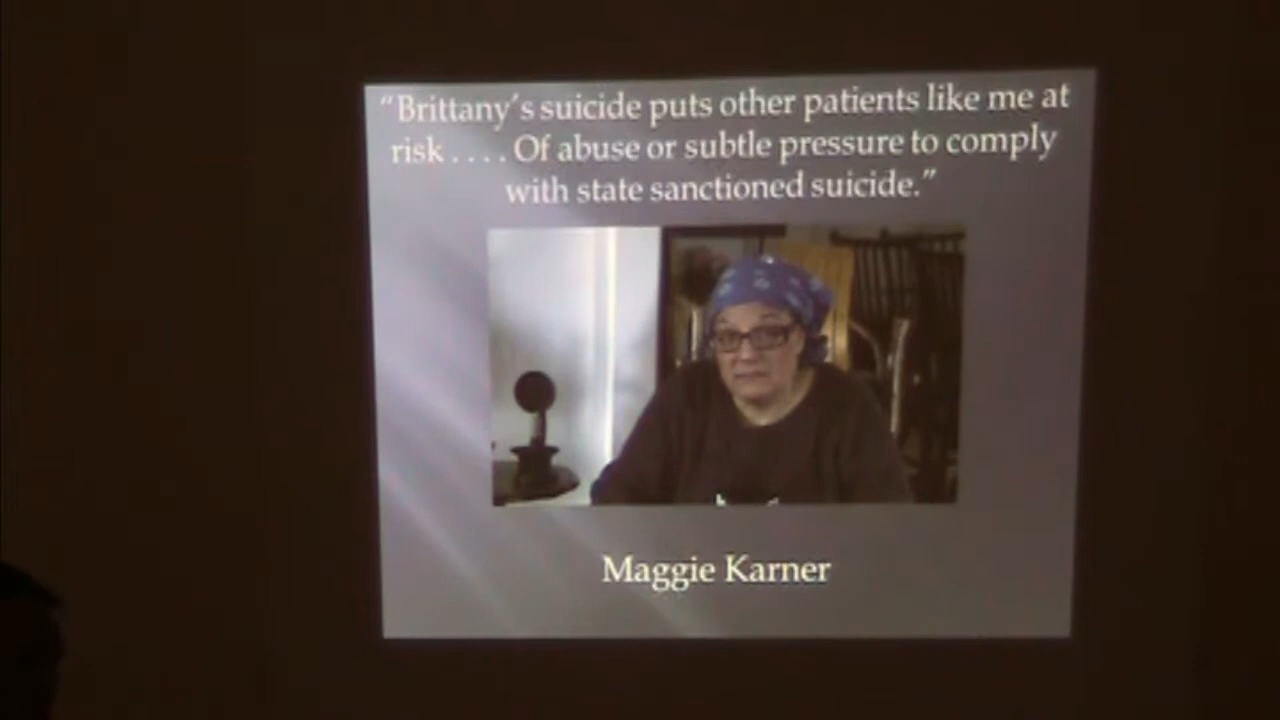 “Brittany’s suicide puts other patients like me at
risk . . . . Of abuse or subtle pressure to comply
with state sanctioned suicide.”
Maggie Karner